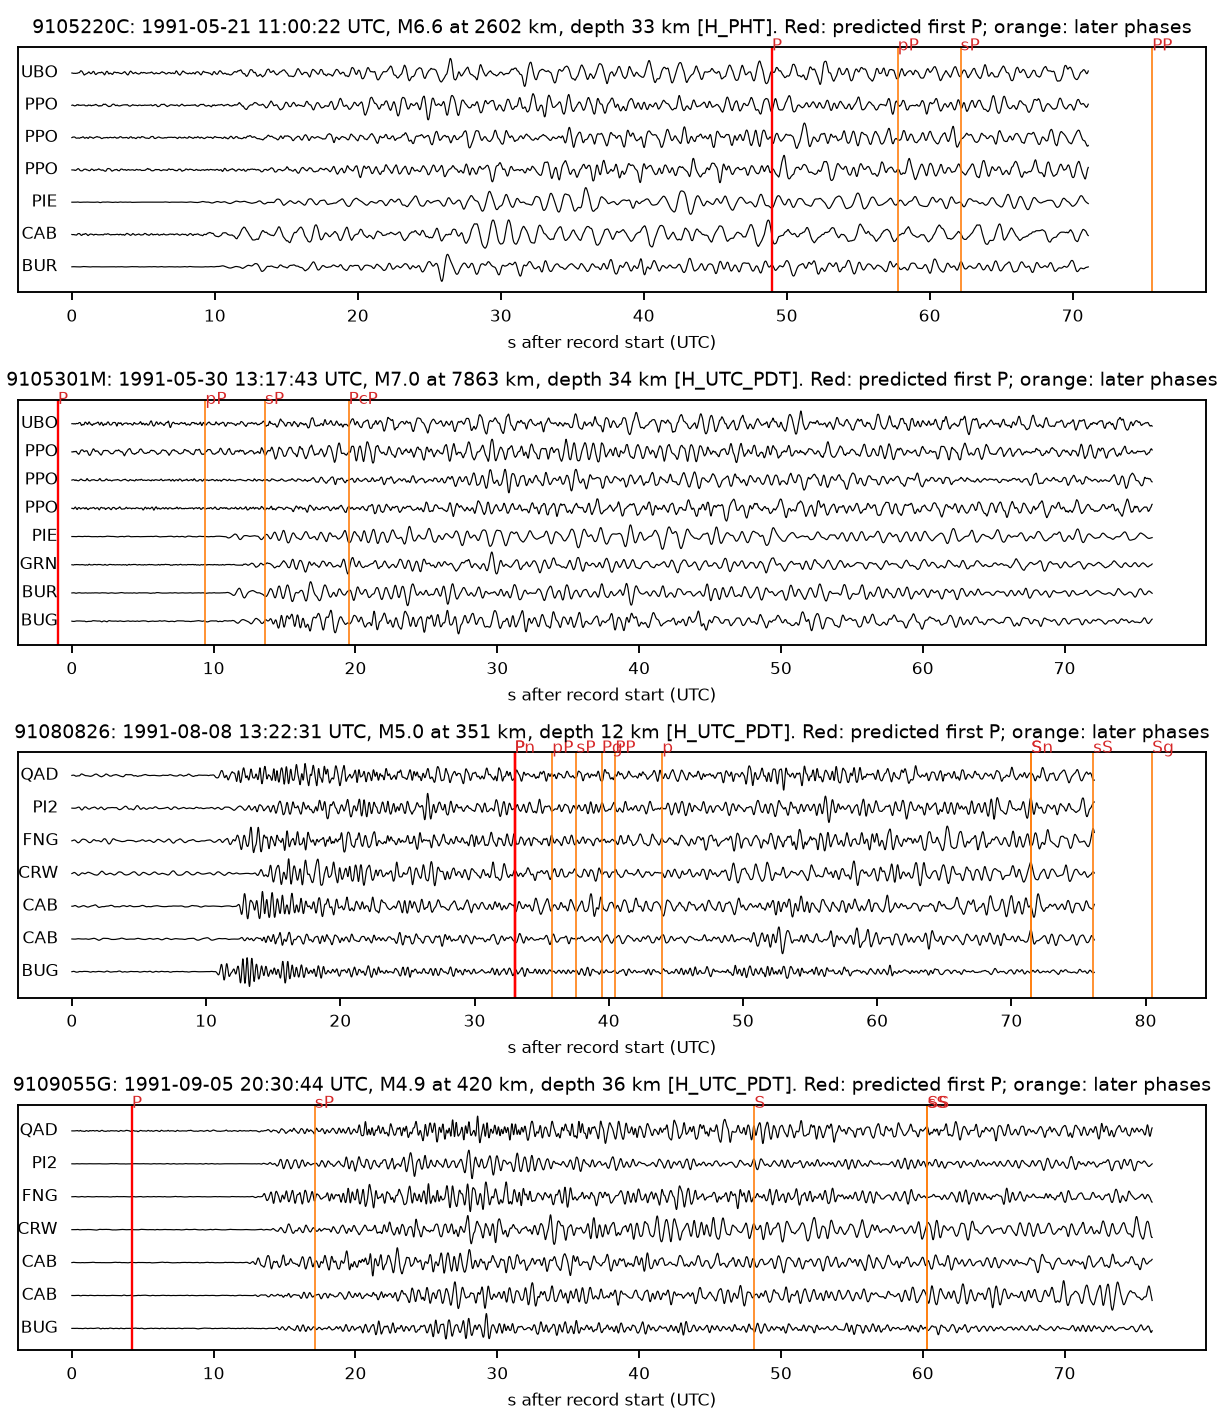 9105220C: 1991-05-21 11:00:22 UTC, M6.6 at 2602 km, depth 33 km [H_PHT]. Red: predicted first P; orange: later phases
P pP sP PP
UBO
PPO
PPO
PPO
PIE
CAB
BUR
0 10 20 30 40 50 60 70
s after record start (UTC)
9105301M: 1991-05-30 13:17:43 UTC, M7.0 at 7863 km, depth 34 km [H_UTC_PDT]. Red: predicted first P; orange: later phases
P pP sP PcP
UBO
PPO
PPO
PPO
PIE
GRN
BUR
BUG
0 10 20 30 40 50 60 70
s after record start (UTC)
91080826: 1991-08-08 13:22:31 UTC, M5.0 at 351 km, depth 12 km [H_UTC_PDT]. Red: predicted first P; orange: later phases
Pn pP sP Pg PP p Sn sS Sg
QAD
PI2
FNG
CRW
CAB
CAB
BUG
0 10 20 30 40 50 60 70 80
s after record start (UTC)
9109055G: 1991-09-05 20:30:44 UTC, M4.9 at 420 km, depth 36 km [H_UTC_PDT]. Red: predicted first P; orange: later phases
P sP S
QAD
PI2
FNG
CRW
CAB
CAB
BUG
0 10 20 30 40 50 60 70
s after record start (UTC)